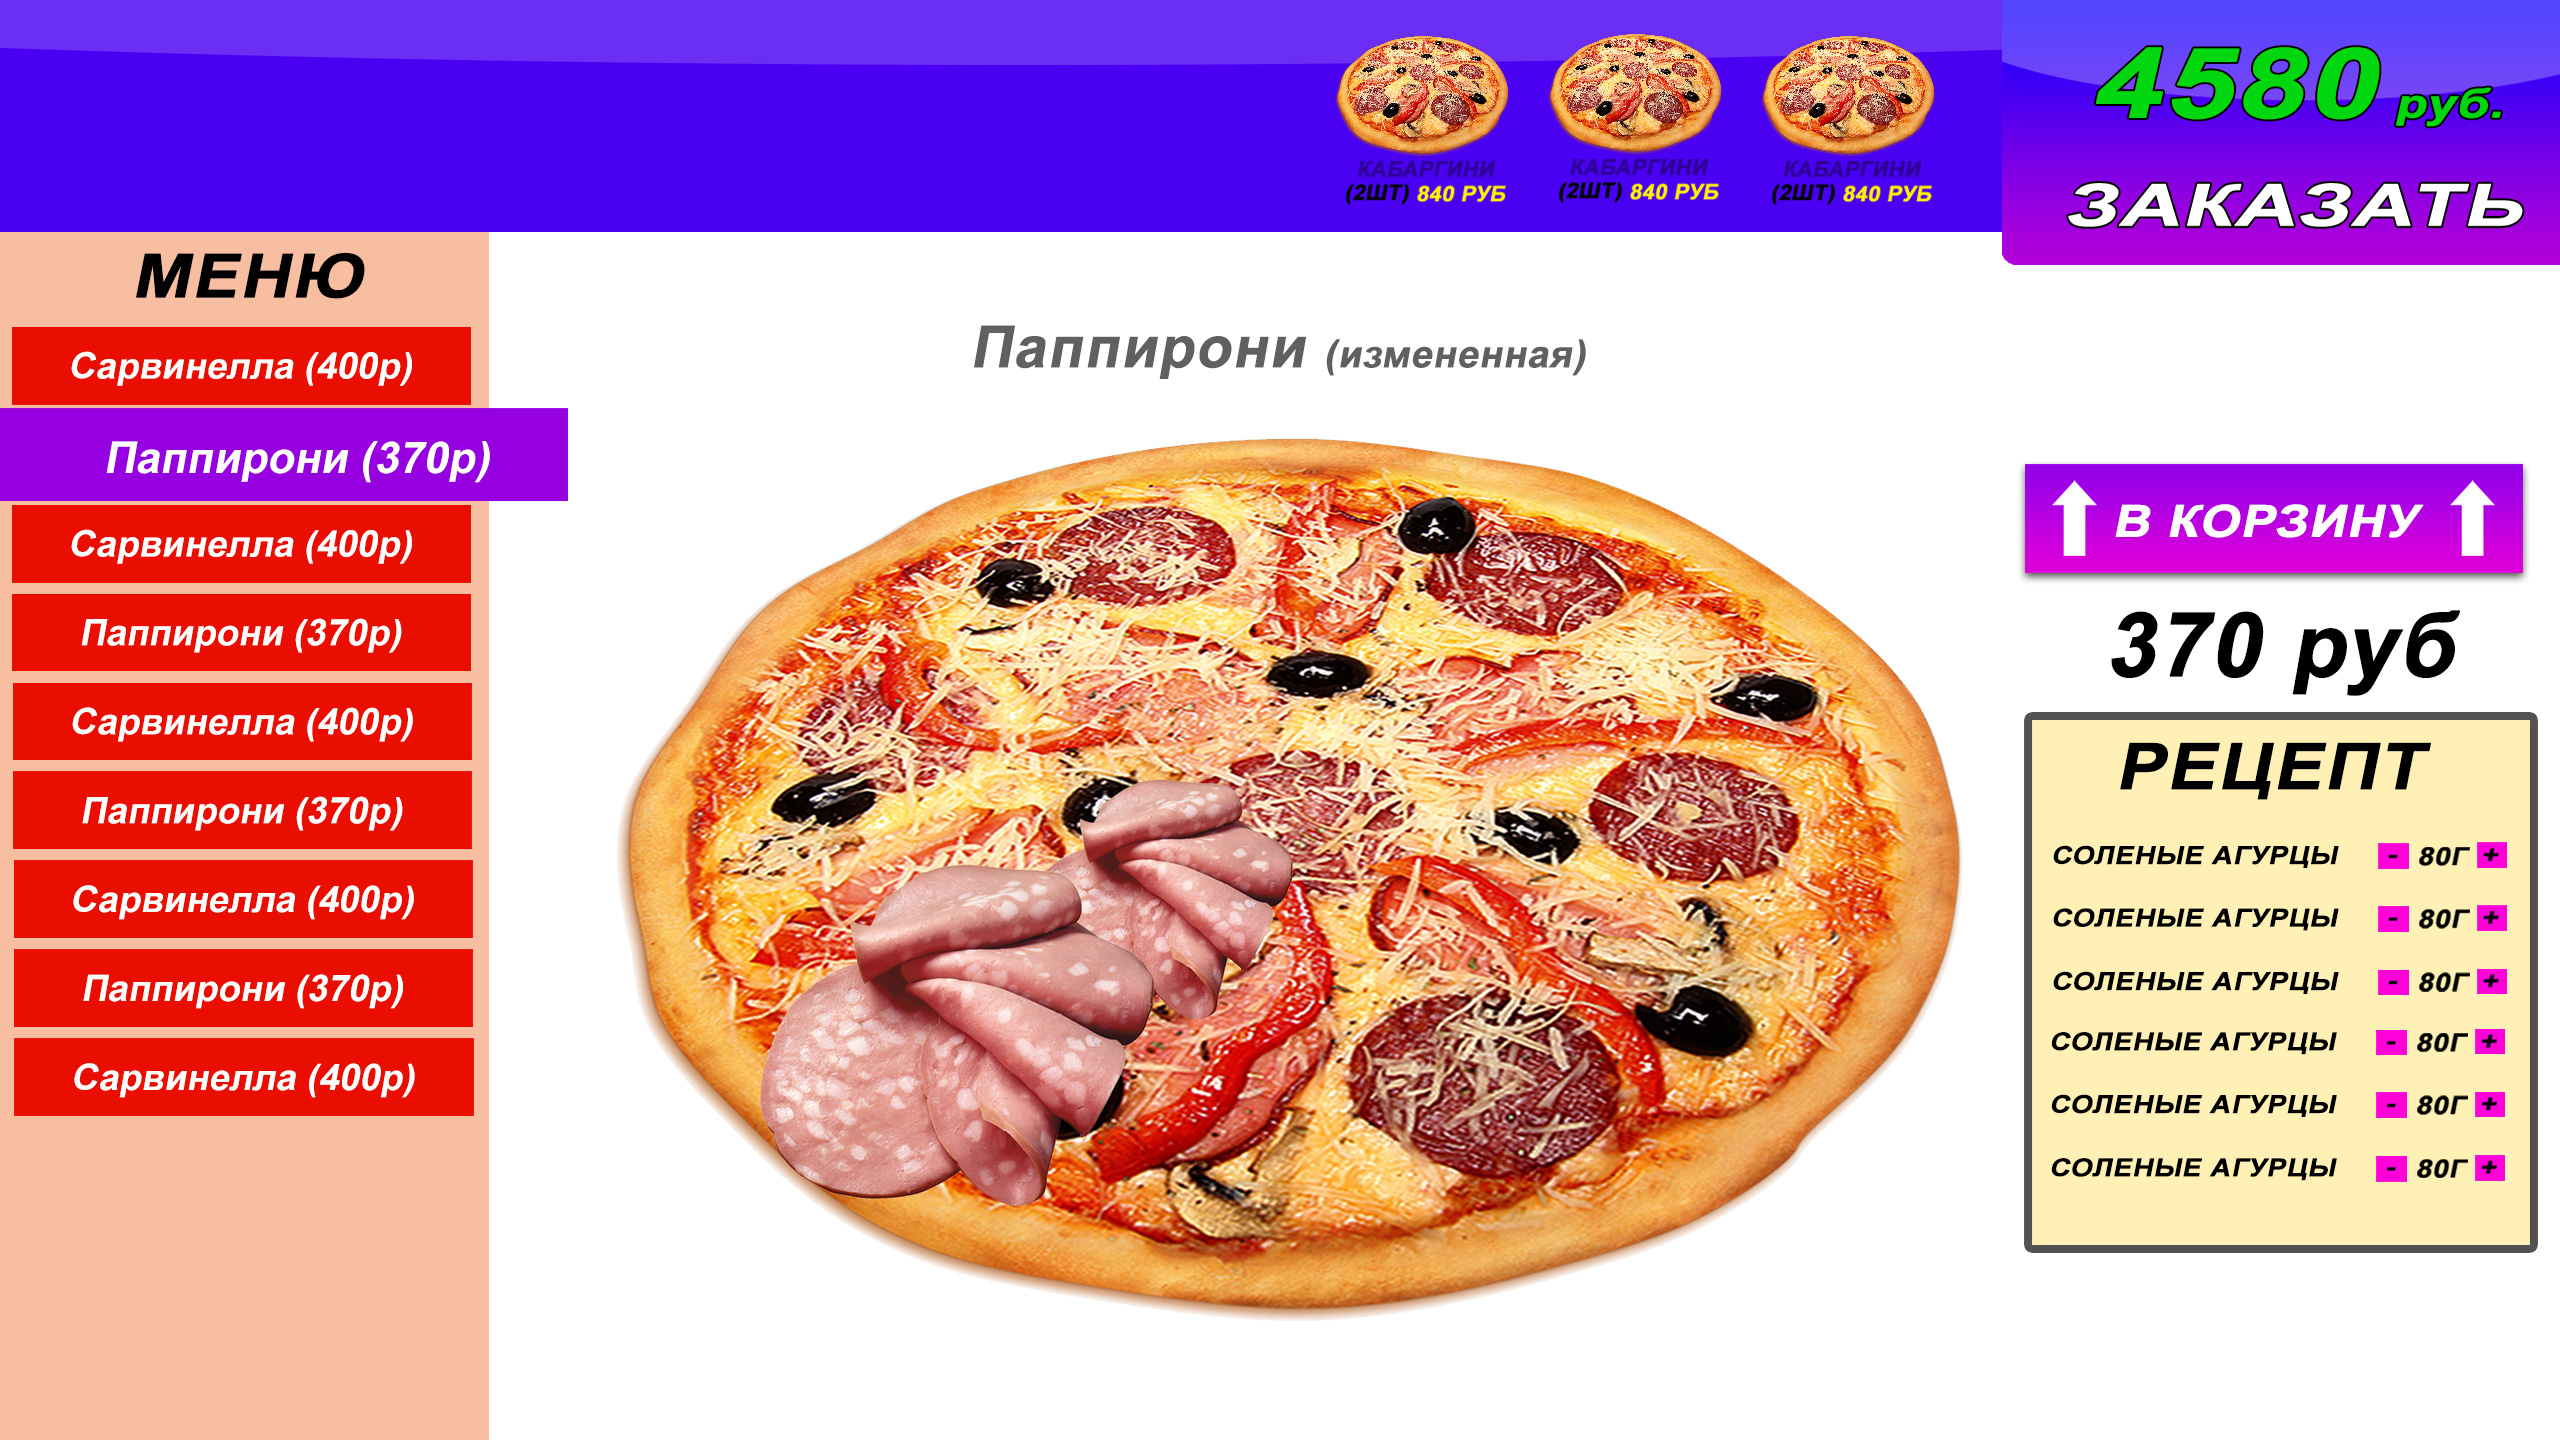 КАБАРГИНИ
(2ШТ) 840 РУБ
КАБАРГИНИ
(2ШТ) 840 РУБ
КАБАРГИНИ
(2ШТ) 840 РУБ
4580 руб.
ЗАКАЗАТЬ
МЕНЮ
Сарвинелла (400р)
Паппирони (370р)
Сарвинелла (400р)
Паппирони (370р)
Сарвинелла (400р)
Паппирони (370р)
Сарвинелла (400р)
Паппирони (370р)
Сарвинелла (400р)
Паппирони (измененная)
В КОРЗИНУ
370 руб
РЕЦЕПТ
СОЛЕНЫЕ АГУРЦЫ - 80Г +
СОЛЕНЫЕ АГУРЦЫ - 80Г +
СОЛЕНЫЕ АГУРЦЫ - 80Г +
СОЛЕНЫЕ АГУРЦЫ - 80Г +
СОЛЕНЫЕ АГУРЦЫ - 80Г +
СОЛЕНЫЕ АГУРЦЫ - 80Г +